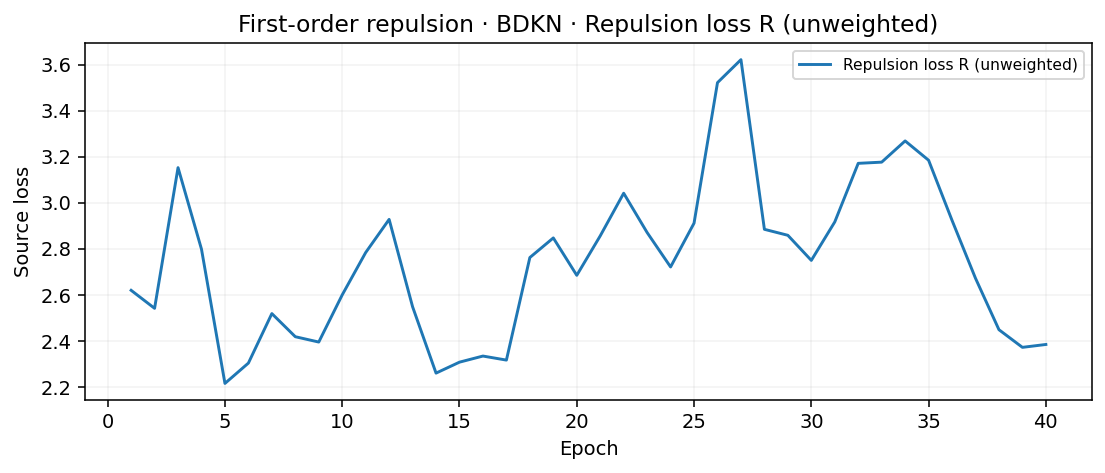 First-order repulsion · BDKN · Repulsion loss R (unweighted)
Repulsion loss R (unweighted)
Source loss
3.6
3.4
3.2
3.0
2.8
2.6
2.4
2.2
0 5 10 15 20 25 30 35 40
Epoch